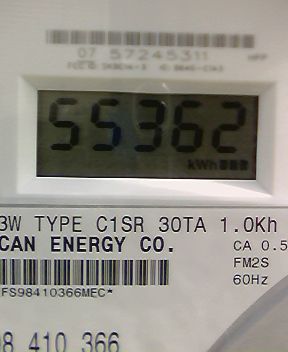 07 57245311
55362
kWh
3W TYPE C1SR 30TA 1.0Kh
CAN ENERGY CO.
CA 0.5
FM2S
60Hz
FS98410366MEC*
98 410 366